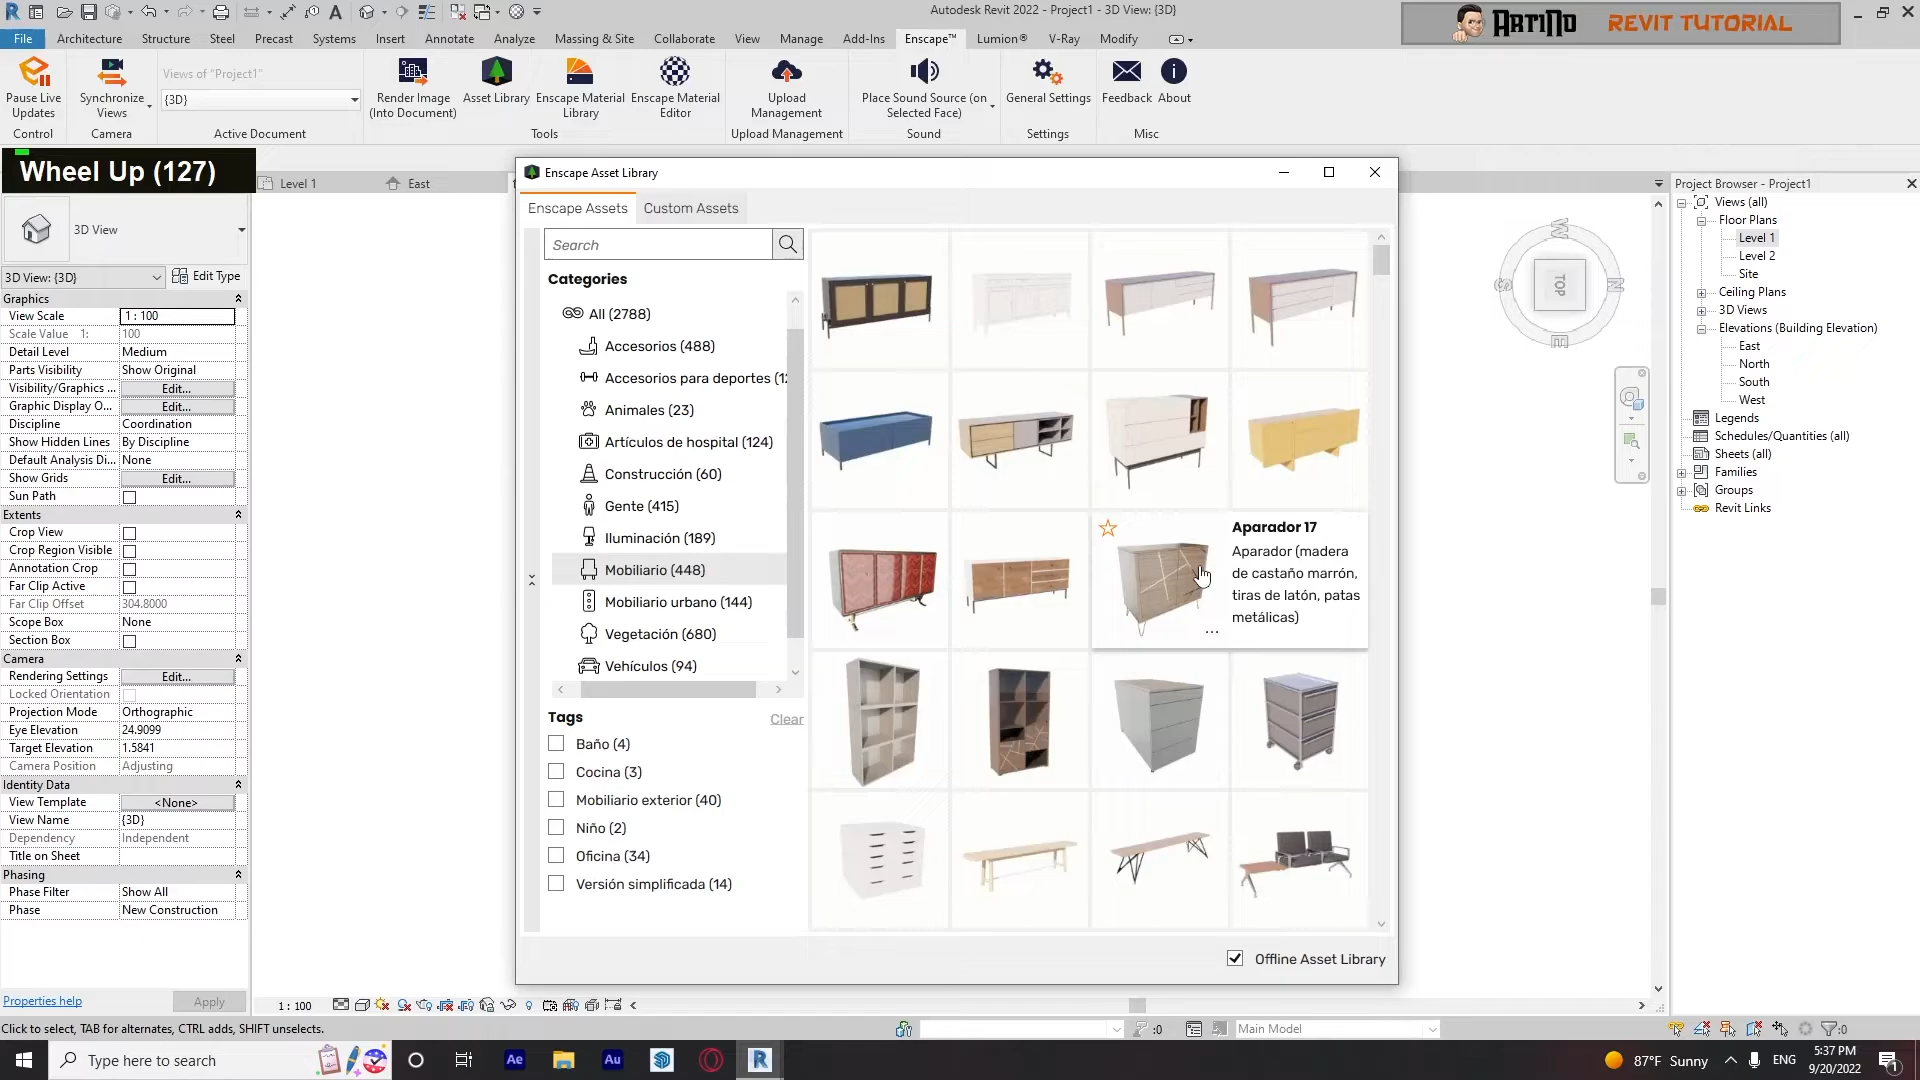 Autodesk Revit 2022 - Project1 - 3D View: {3D}
ARTINO REVIT TUTORIAL
File Architecture Structure Steel Precast Systems Insert Annotate Analyze Massing & Site Collaborate View Manage Add-Ins Enscape™ Lumion® V-Ray Modify
Pause Live Updates
Synchronize Views
Views of "Project1"
{3D}
Render Image (Into Document)
Asset Library
Enscape Material Library
Enscape Material Editor
Upload Management
Place Sound Source (on Selected Face)
General Settings
Feedback
About
Control Camera Active Document Tools Upload Management Sound Settings Misc
Wheel Up (127)
Level 1
East
3D View
3D View: {3D} Edit Type
Graphics
View Scale 1 : 100
Scale Value 1: 100
Detail Level Medium
Parts Visibility Show Original
Visibility/Graphics ... Edit...
Graphic Display O... Edit...
Discipline Coordination
Show Hidden Lines By Discipline
Default Analysis Di... None
Show Grids Edit...
Sun Path
Extents
Crop View
Crop Region Visible
Annotation Crop
Far Clip Active
Far Clip Offset 304.8000
Scope Box None
Section Box
Camera
Rendering Settings Edit...
Locked Orientation
Projection Mode Orthographic
Eye Elevation 24.9099
Target Elevation 1.5841
Camera Position Adjusting
Identity Data
View Template <None>
View Name {3D}
Dependency Independent
Title on Sheet
Phasing
Phase Filter Show All
Phase New Construction
Properties help Apply
Enscape Asset Library
Enscape Assets Custom Assets
Search
Categories
All (2788)
Accesorios (488)
Accesorios para deportes (12
Animales (23)
Artículos de hospital (124)
Construcción (60)
Gente (415)
Iluminación (189)
Mobiliario (448)
Mobiliario urbano (144)
Vegetación (680)
Vehículos (94)
Tags Clear
Baño (4)
Cocina (3)
Mobiliario exterior (40)
Niño (2)
Oficina (34)
Versión simplificada (14)
Aparador 17
Aparador (madera
de castaño marrón,
tiras de latón, patas
metálicas)
...
Offline Asset Library
W
S TOP N
E
Project Browser - Project1
Views (all)
Floor Plans
Level 1
Level 2
Site
Ceiling Plans
3D Views
Elevations (Building Elevation)
East
North
South
West
Legends
Schedules/Quantities (all)
Sheets (all)
Families
Groups
Revit Links
1 : 100
Click to select, TAB for alternates, CTRL adds, SHIFT unselects.
:0
Main Model
:0
Type here to search
Ae
Au
R
87°F Sunny
ENG
5:37 PM
9/20/2022
1